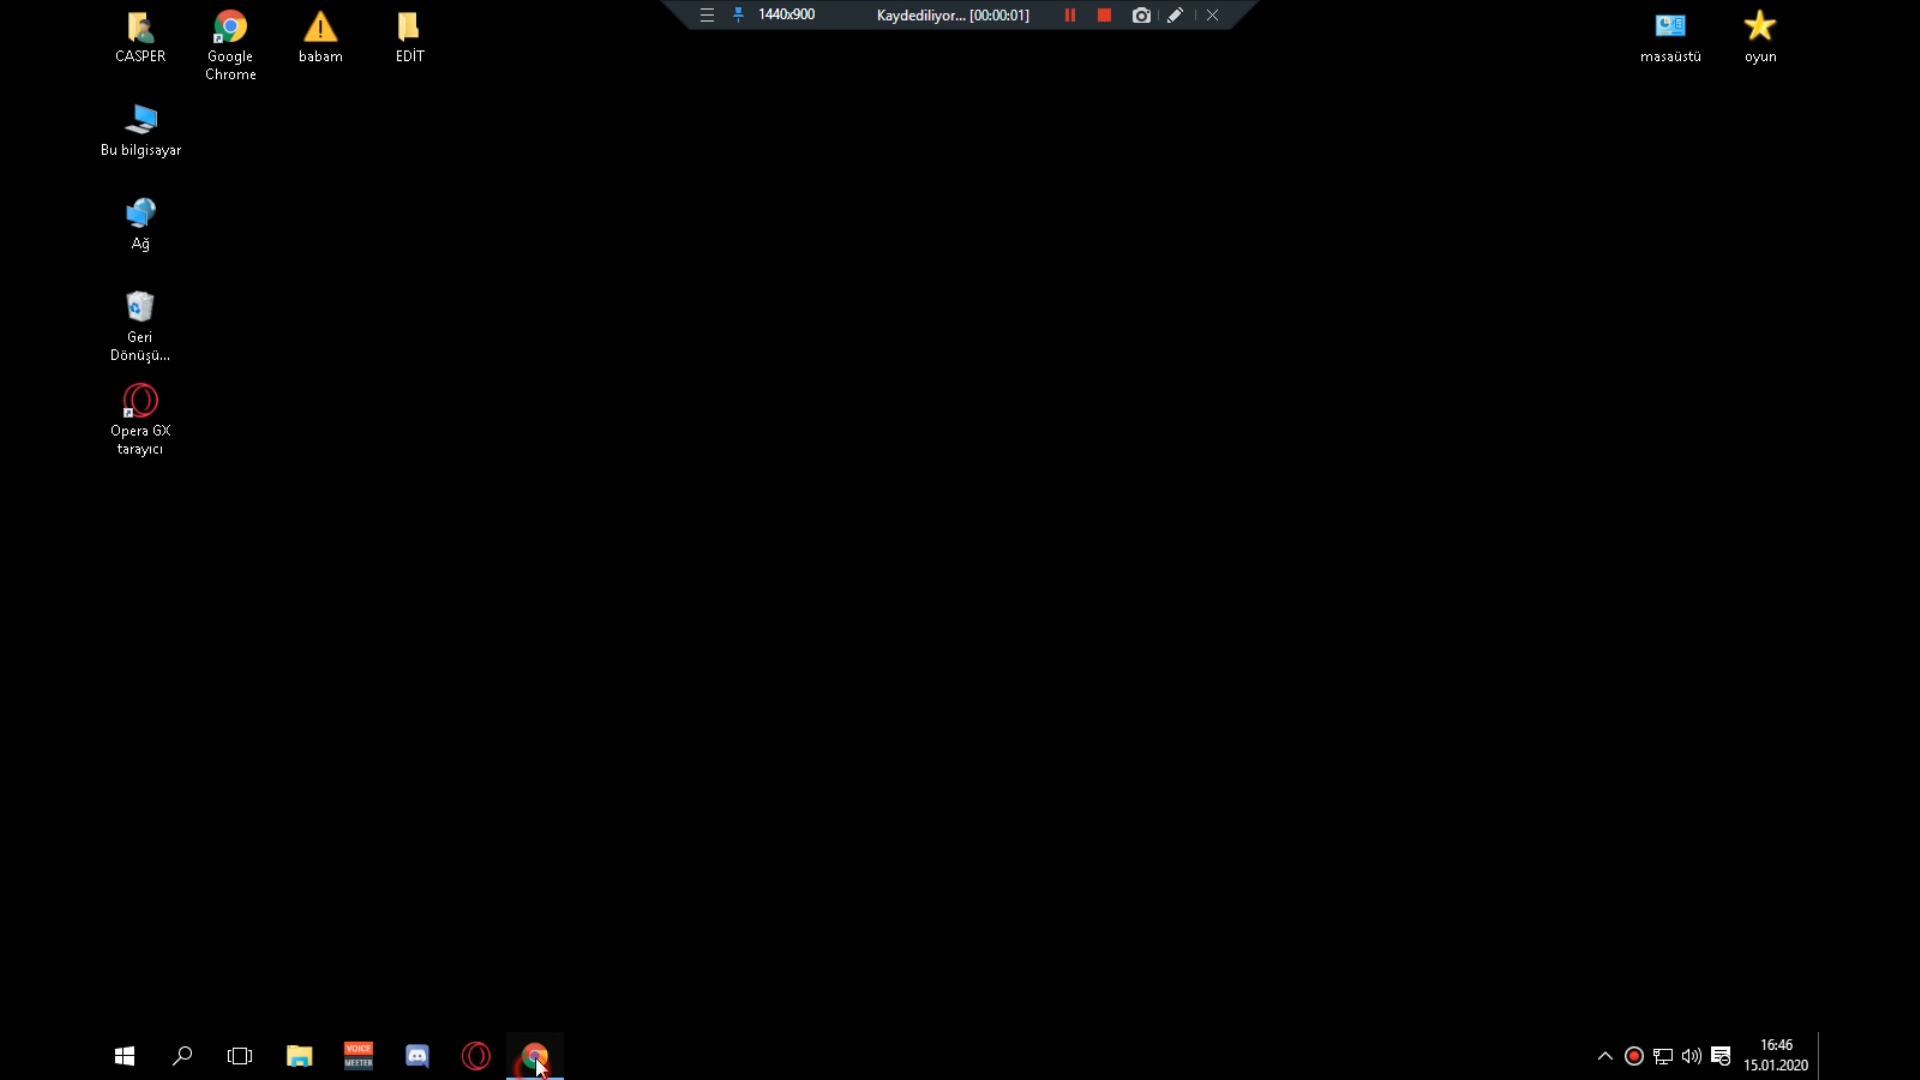 1440x900 Kaydediliyor... [00:00:01]
CASPER
Google
Chrome
babam
EDİT
masaüstü
oyun
Bu bilgisayar
Ağ
Geri
Dönüşü...
Opera GX
tarayıcı
VOICE
MEETER
16:46
15.01.2020